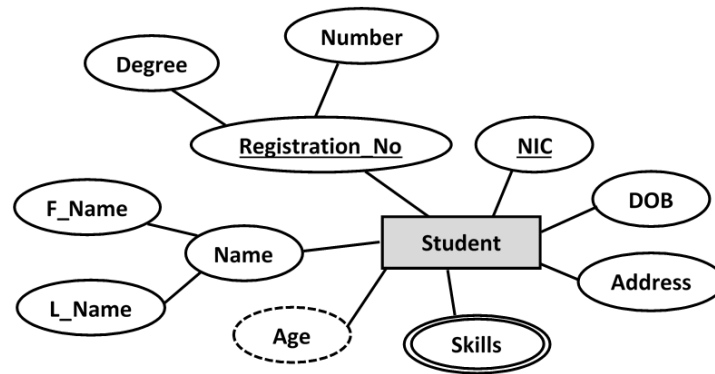 Number
Degree
Registration_No
NIC
F_Name
DOB
Name
Student
Address
L_Name
Age
Skills